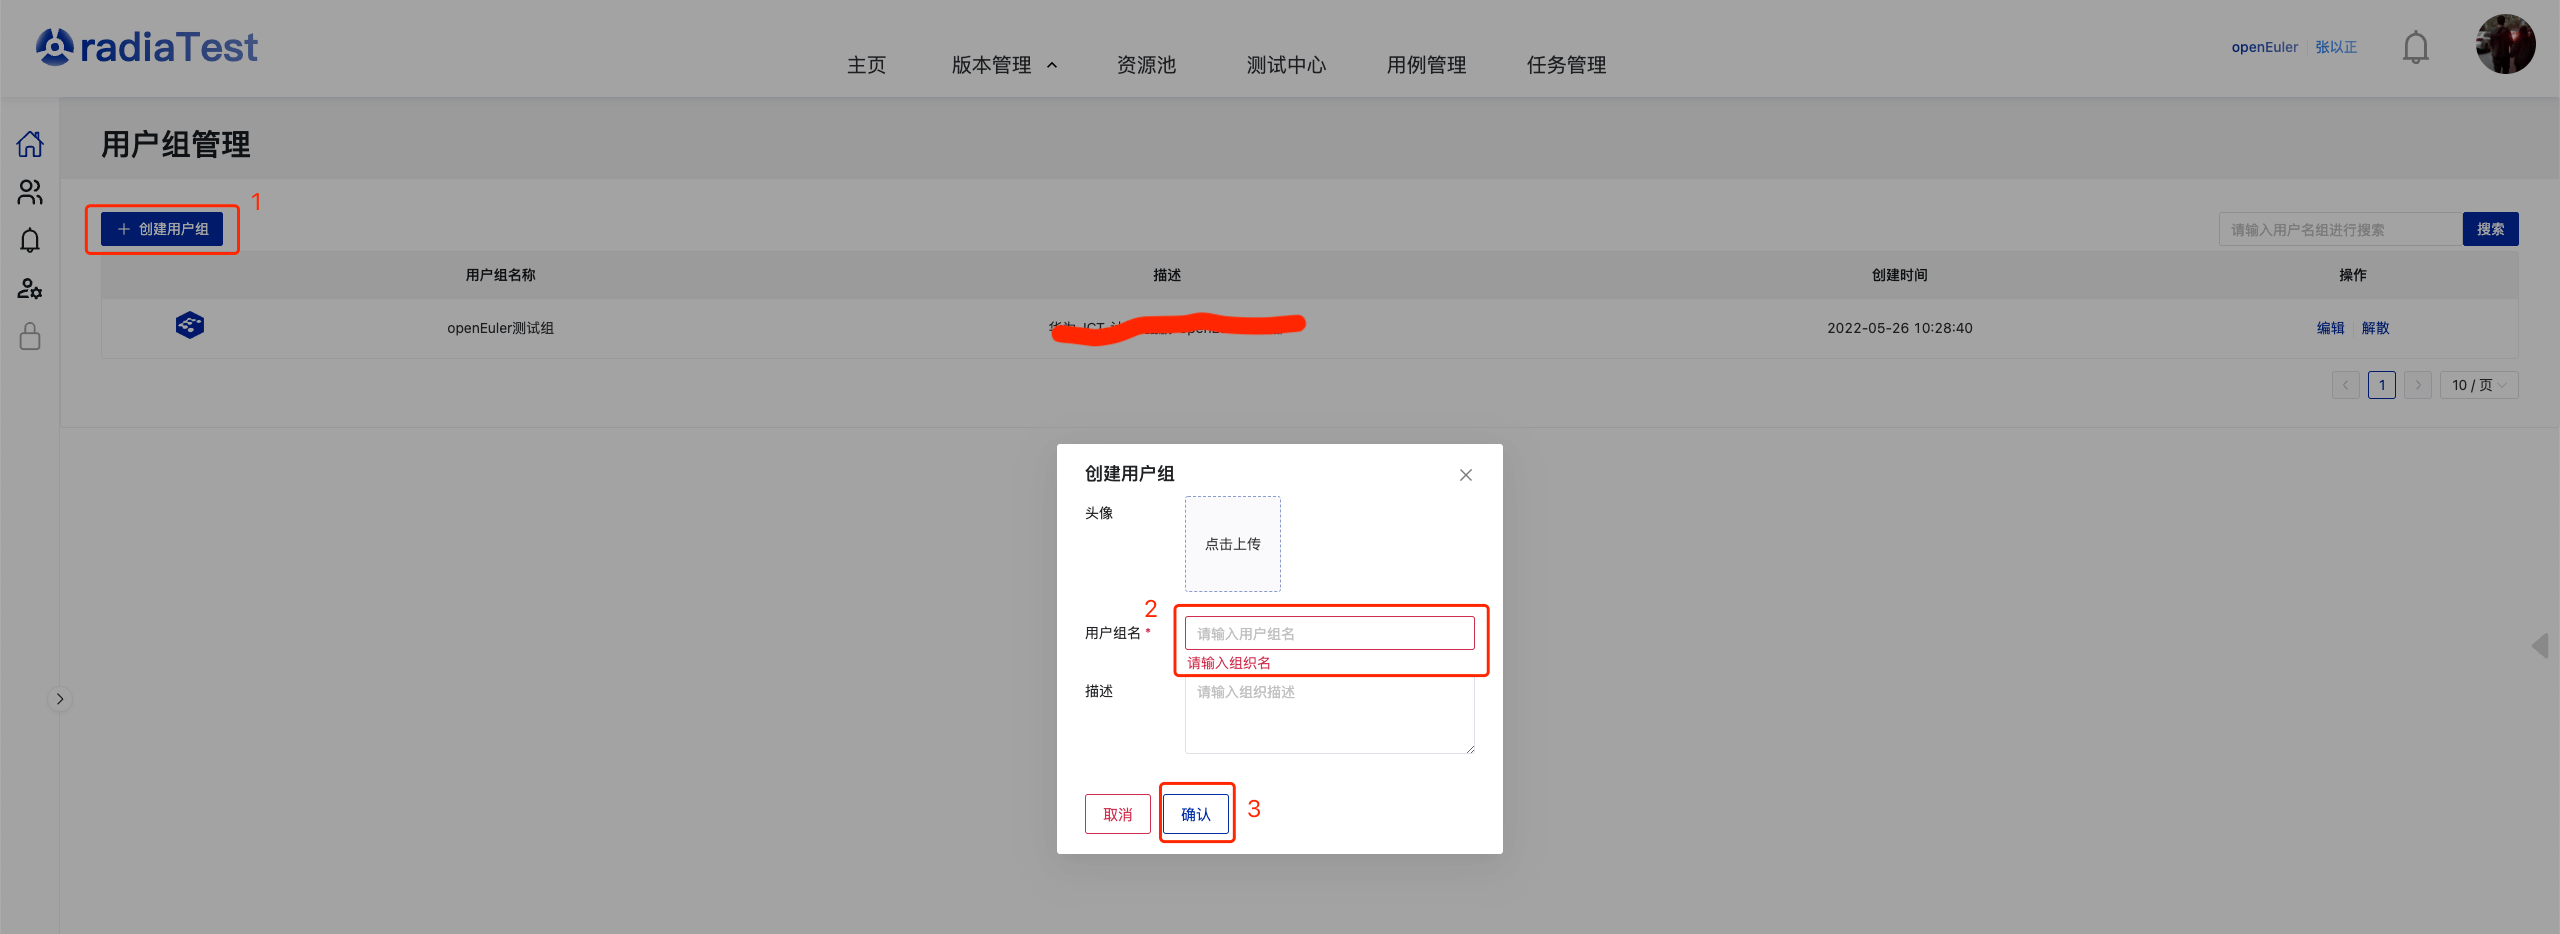 radiaTest
主页
版本管理
资源池
测试中心
用例管理
任务管理
openEuler
张以正
用户组管理
1
创建用户组
请输入用户名组进行搜索
搜索
用户组名称
描述
创建时间
操作
openEuler测试组
2022-05-26 10:28:40
编辑
解散
1
10 / 页
创建用户组
头像
点击上传
2
用户组名 *
请输入用户组名
请输入组织名
描述
请输入组织描述
取消
确认
3